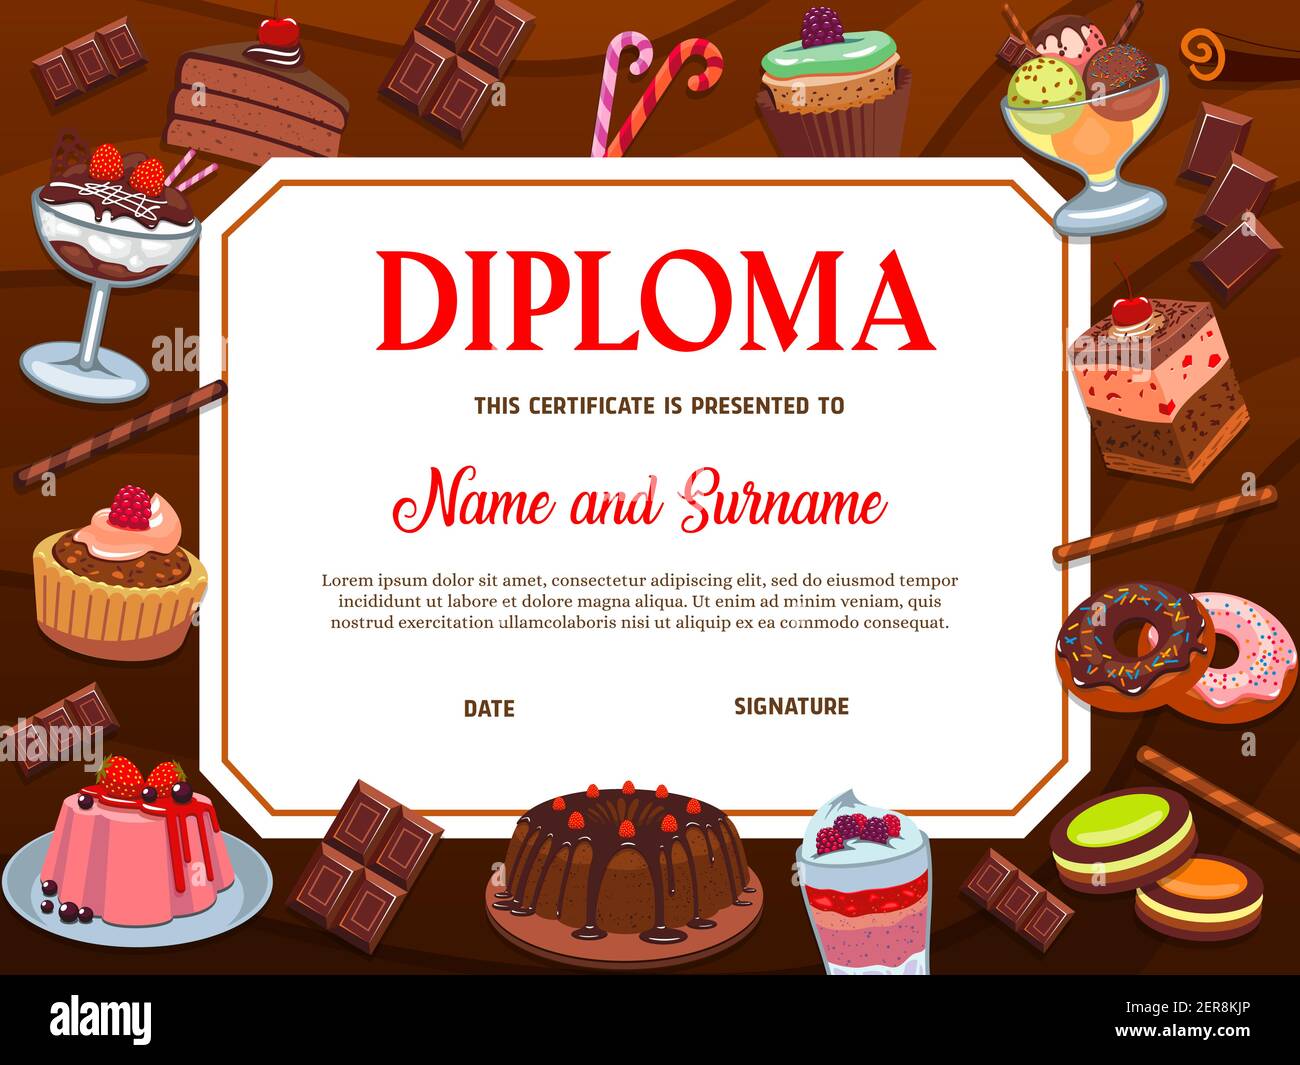 DIPLOMA
THIS CERTIFICATE IS PRESENTED TO
Name and Surname
Lorem ipsum dolor sit amet, consectetur adipiscing elit, sed do eiusmod tempor
incididunt ut labore et dolore magna aliqua. Ut enim ad minim veniam, quis
nostrud exercitation ullamcolaboris nisi ut aliquip ex ea commodo consequat.
DATE
SIGNATURE
alamy
Image ID: 2ER8KJP
www.alamy.com